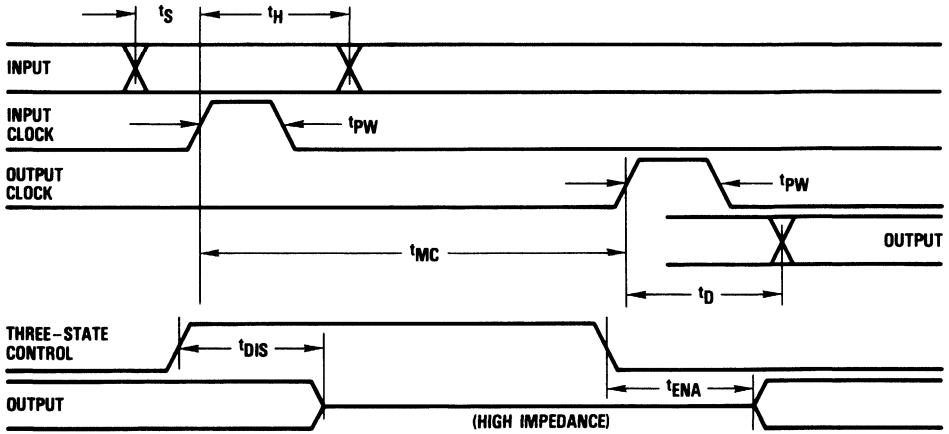 tS
tH
INPUT
INPUT
CLOCK
tPW
OUTPUT
CLOCK
tPW
OUTPUT
tMC
tD
THREE-STATE
CONTROL
tDIS
tENA
OUTPUT
(HIGH IMPEDANCE)